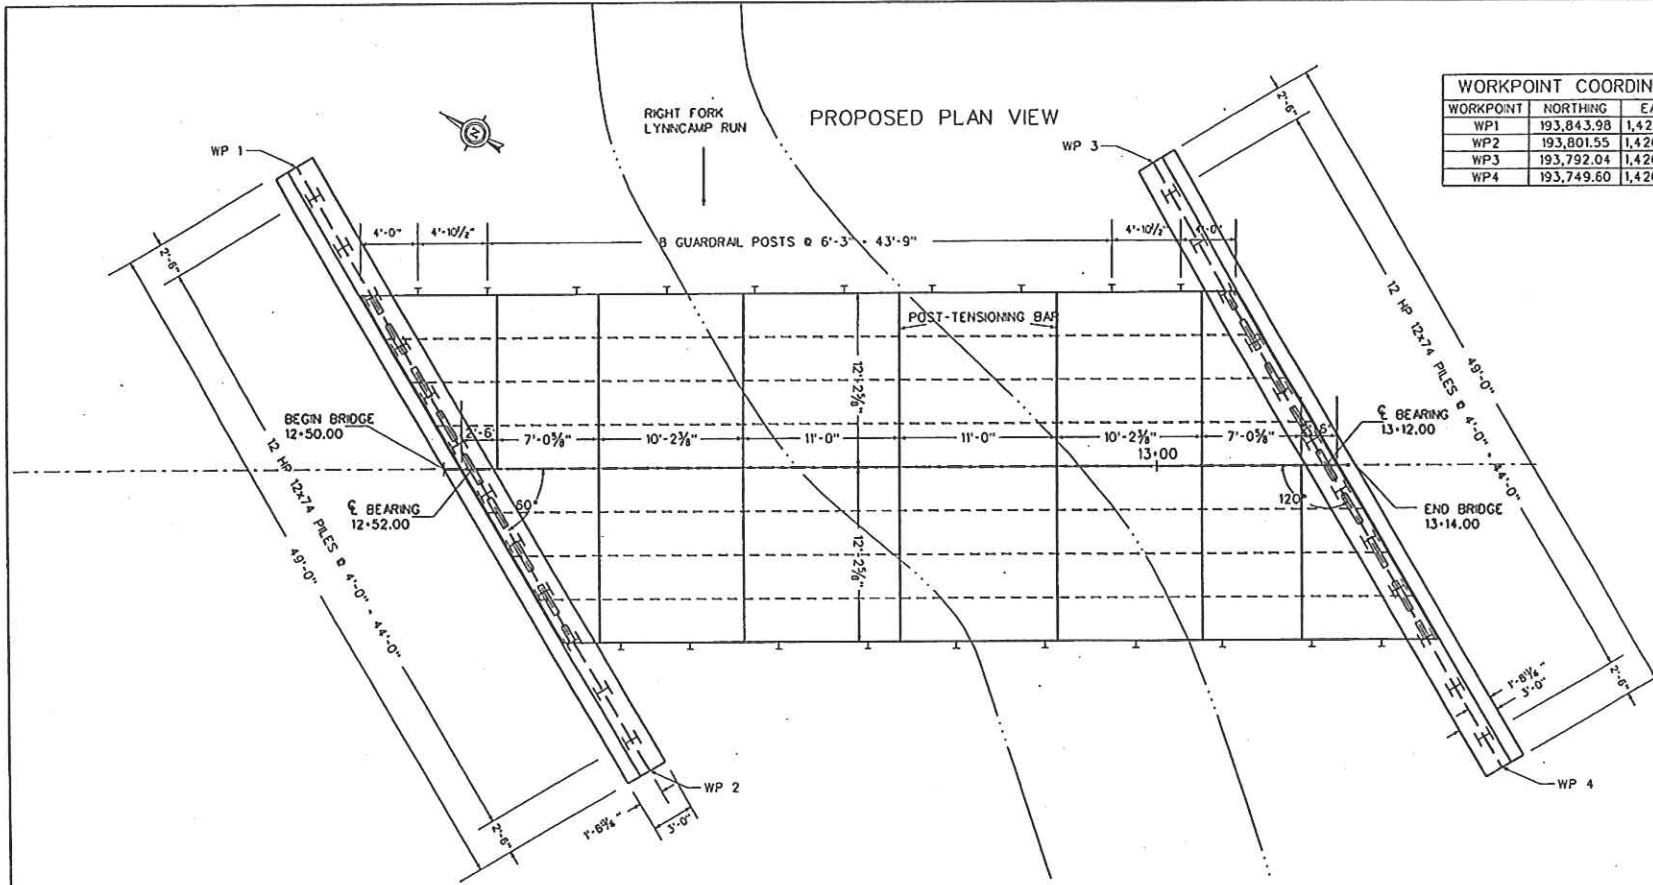 PROPOSED PLAN VIEW
RIGHT FORK
LYNNCAMP RUN
N
WORKPOINT COORDIN
WORKPOINT NORTHING EA
WP1 193,843.98 1,42
WP2 193,801.55 1,420
WP3 193,792.04 1,420
WP4 193,749.60 1,420
WP 1
WP 3
2'-6"
2'-6"
4'-0" 4'-10½" 8 GUARDRAIL POSTS @ 6'-3" = 43'-9" 4'-10½" 4'-0"
POST-TENSIONING BAR
12'-2⅝"
12 HP 12x74 PILES @ 4'-0" = 44'-0"
49'-0"
BEGIN BRIDGE
12+50.00
2'-6" 7'-0⅝" 10'-2⅜" 11'-0" 11'-0" 10'-2⅜" 7'-0⅝"
13+00
℄ BEARING
13+12.00
℄ BEARING
12+52.00
60°
120°
END BRIDGE
13+14.00
12'-2⅝"
12 HP 12x74 PILES @ 4'-0" = 44'-0"
49'-0"
3'-0"
2'-6"
WP 2
WP 4
2'-6"
3'-0"